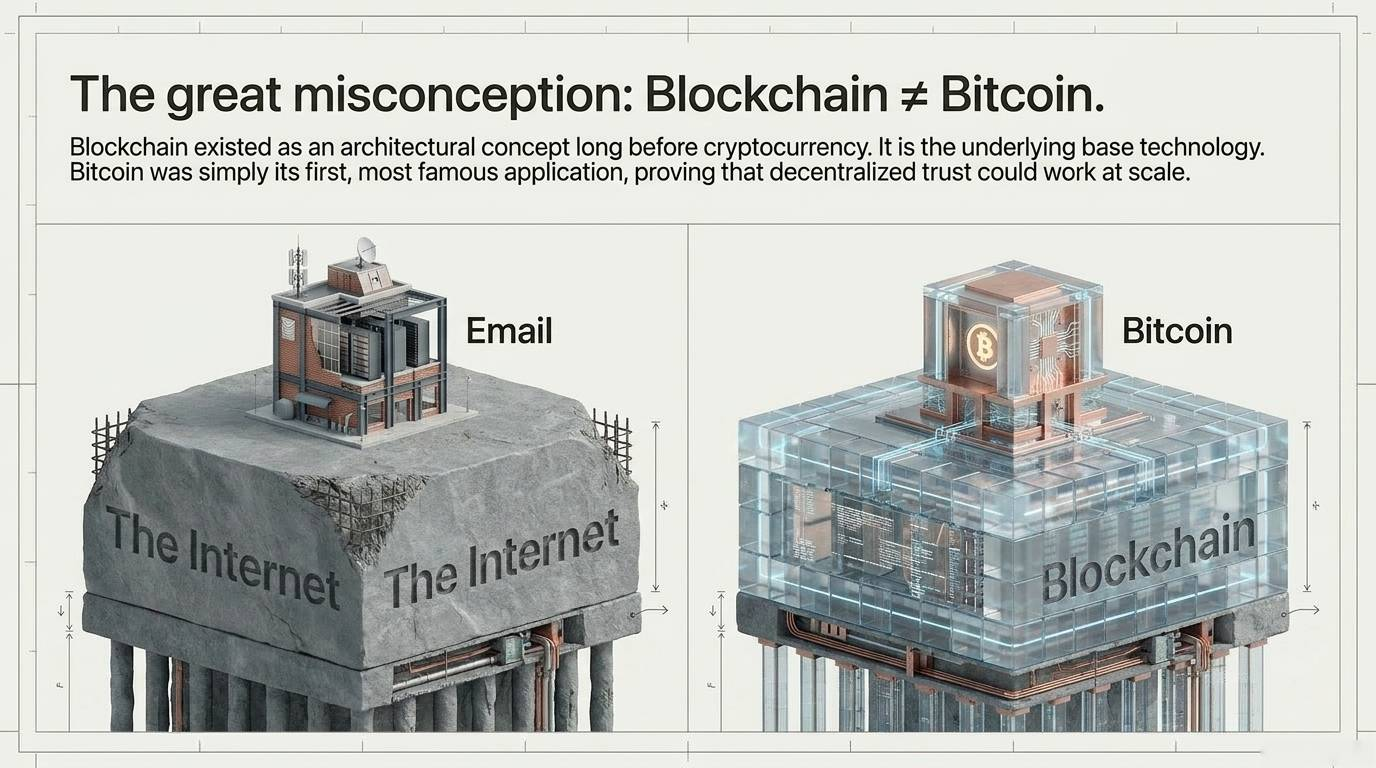 The great misconception: Blockchain ≠ Bitcoin.
Blockchain existed as an architectural concept long before cryptocurrency. It is the underlying base technology.
Bitcoin was simply its first, most famous application, proving that decentralized trust could work at scale.
Email
The Internet
The Internet
Bitcoin
₿
Blockchain